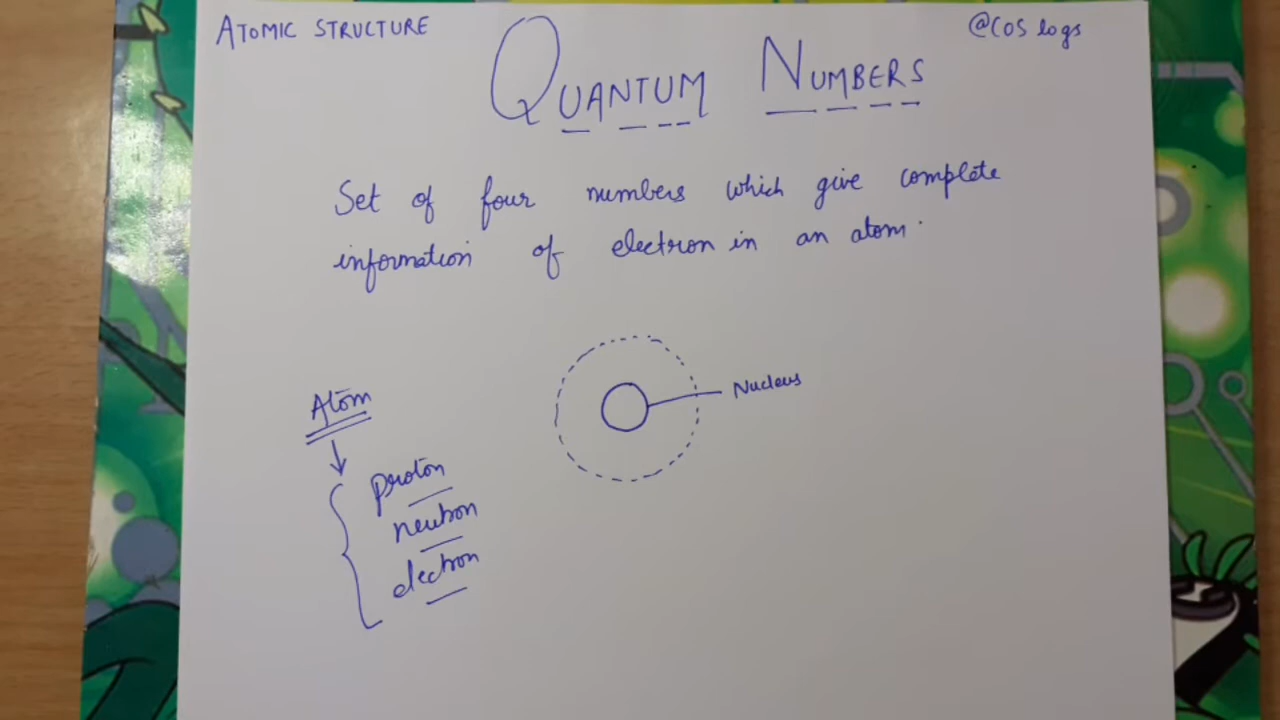 ATOMIC STRUCTURE
@COS logs
QUANTUM NUMBERS
Set of four numbers which give complete
information of electron in an atom.
Nucleus
Atom
proton
neutron
electron